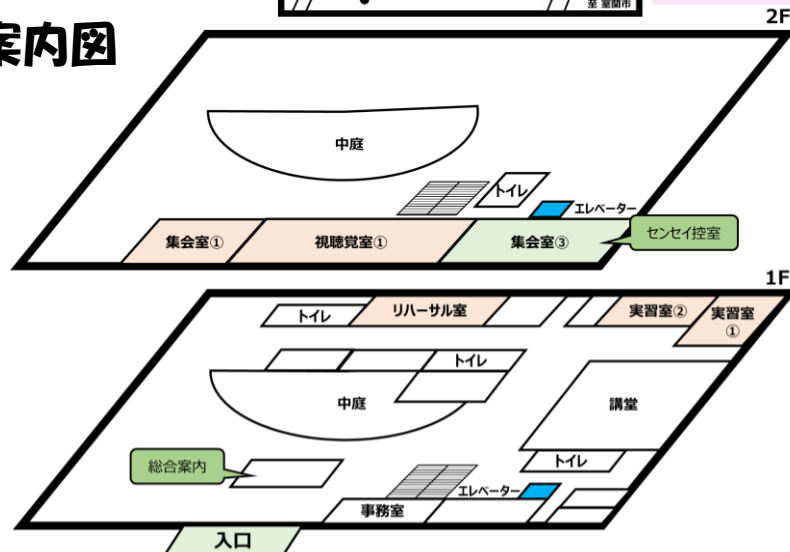 至 室蘭市
案内図
2F
中庭
トイレ
エレベーター
集会室①
視聴覚室①
集会室③
センセイ控室
1F
トイレ
リハーサル室
実習室②
実習室
①
トイレ
中庭
講堂
総合案内
トイレ
エレベーター
事務室
入口